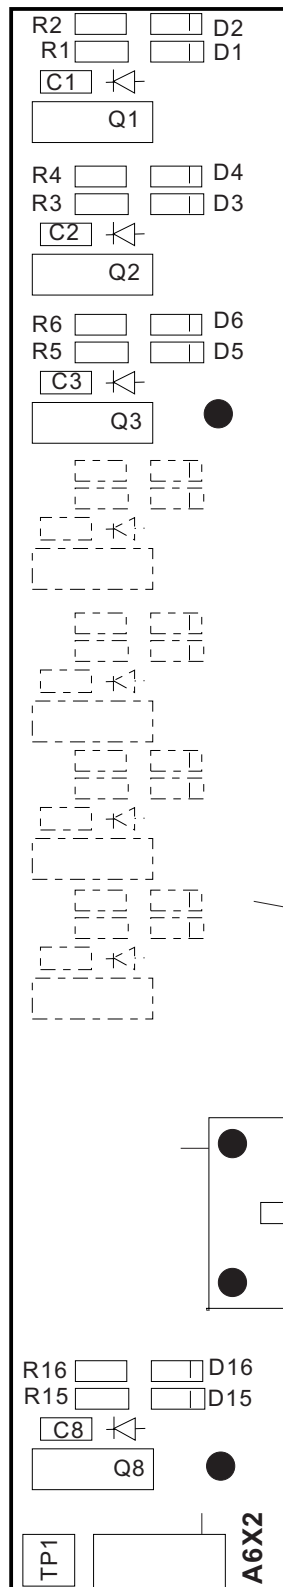 R2 D2
R1 D1
C1
Q1
R4 D4
R3 D3
C2
Q2
R6 D6
R5 D5
C3
Q3
R16 D16
R15 D15
C8
Q8
TP1
A6X2